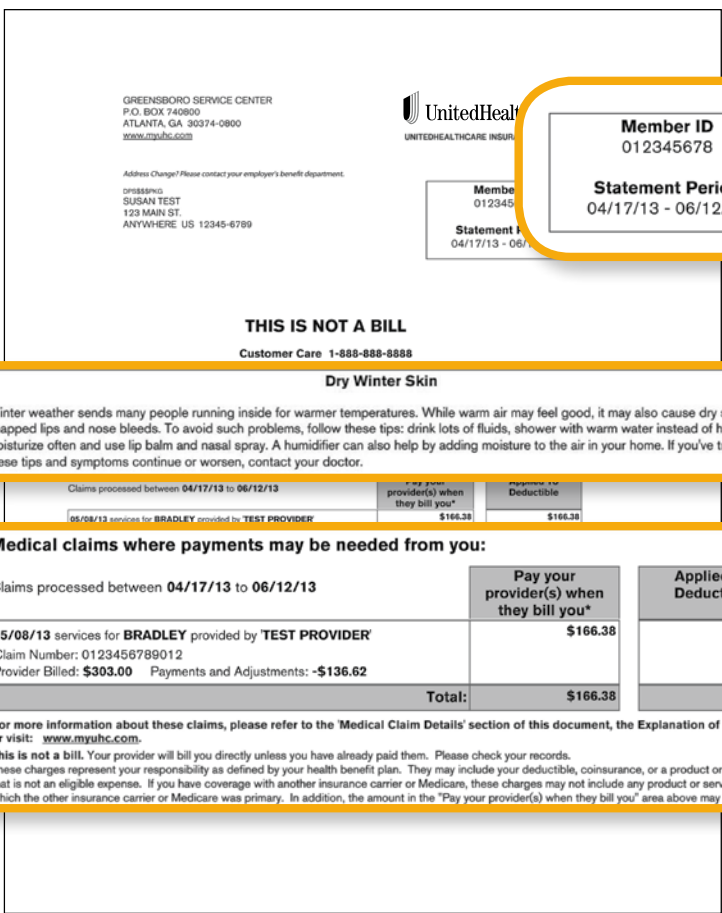 GREENSBORO SERVICE CENTER
P.O. BOX 740800
ATLANTA, GA 30374-0800
www.myuhc.com
UnitedHealt
UNITEDHEALTHCARE INSUR
Member ID
012345678
Statement Peri
04/17/13 - 06/12
Address Change? Please contact your employer's benefit department.
DPS$$$PKG
SUSAN TEST
123 MAIN ST.
ANYWHERE US 12345-6789
Membe
012345
Statement
04/17/13 - 06/
THIS IS NOT A BILL
Customer Care 1-888-888-8888
Dry Winter Skin
inter weather sends many people running inside for warmer temperatures. While warm air may feel good, it may also cause dry s
apped lips and nose bleeds. To avoid such problems, follow these tips: drink lots of fluids, shower with warm water instead of h
oisturize often and use lip balm and nasal spray. A humidifier can also help by adding moisture to the air in your home. If you've t
ese tips and symptoms continue or worsen, contact your doctor.
Claims processed between 04/17/13 to 06/12/13
provider(s) when
they bill you*
Deductible
05/08/13 services for BRADLEY provided by 'TEST PROVIDER' $166.38 $166.38
Medical claims where payments may be needed from you:
laims processed between 04/17/13 to 06/12/13
Pay your
provider(s) when
they bill you*
Applie
Deduct
5/08/13 services for BRADLEY provided by 'TEST PROVIDER' $166.38
Claim Number: 0123456789012
Provider Billed: $303.00 Payments and Adjustments: -$136.62
Total: $166.38
or more information about these claims, please refer to the 'Medical Claim Details' section of this document, the Explanation of
r visit: www.myuhc.com.
his is not a bill. Your provider will bill you directly unless you have already paid them. Please check your records.
hese charges represent your responsibility as defined by your health benefit plan. They may include your deductible, coinsurance, or a product or
at is not an eligible expense. If you have coverage with another insurance carrier or Medicare, these charges may not include any product or serv
hich the other insurance carrier or Medicare was primary. In addition, the amount in the "Pay your provider(s) when they bill you" area above may